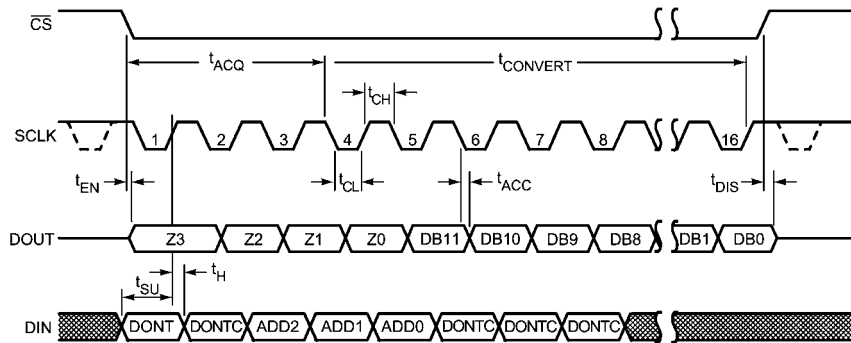 CS
tACQ
tCONVERT
tCH
SCLK
1 2 3 4 5 6 7 8 16
tEN
tCL
tACC
tDIS
DOUT
Z3 Z2 Z1 Z0 DB11 DB10 DB9 DB8 DB1 DB0
tSU
tH
DIN
DONT DONTC ADD2 ADD1 ADD0 DONTC DONTC DONTC